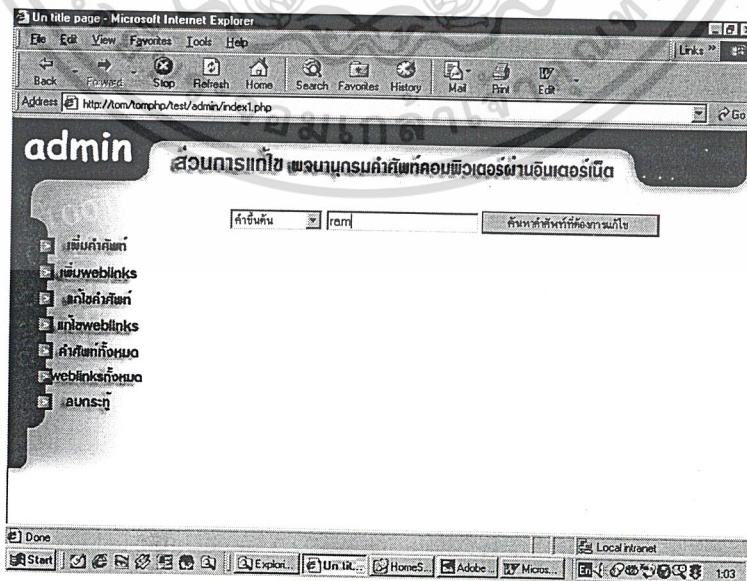 Un title page - Microsoft Internet Explorer
File Edit View Favorites Tools Help
Links »
Back Forward Stop Refresh Home Search Favorites History Mail Print Edit
Address http://tom/tomphp/test/admin/index1.php Go
admin
ส่วนการแก้ไข พจนานุกรมคำศัพท์คอมพิวเตอร์ผ่านอินเตอร์เน็ต
คำขึ้นต้น ram ค้นหาคำศัพท์ที่ต้องการแก้ไข
เพิ่มคำศัพท์
เพิ่มweblinks
แก้ไขคำศัพท์
แก้ไขweblinks
คำศัพท์ทั้งหมด
weblinksทั้งหมด
ลบกระทู้
Done Local intranet
Start Explori... Un tit... HomeS... Adobe... Micros... En 1:03